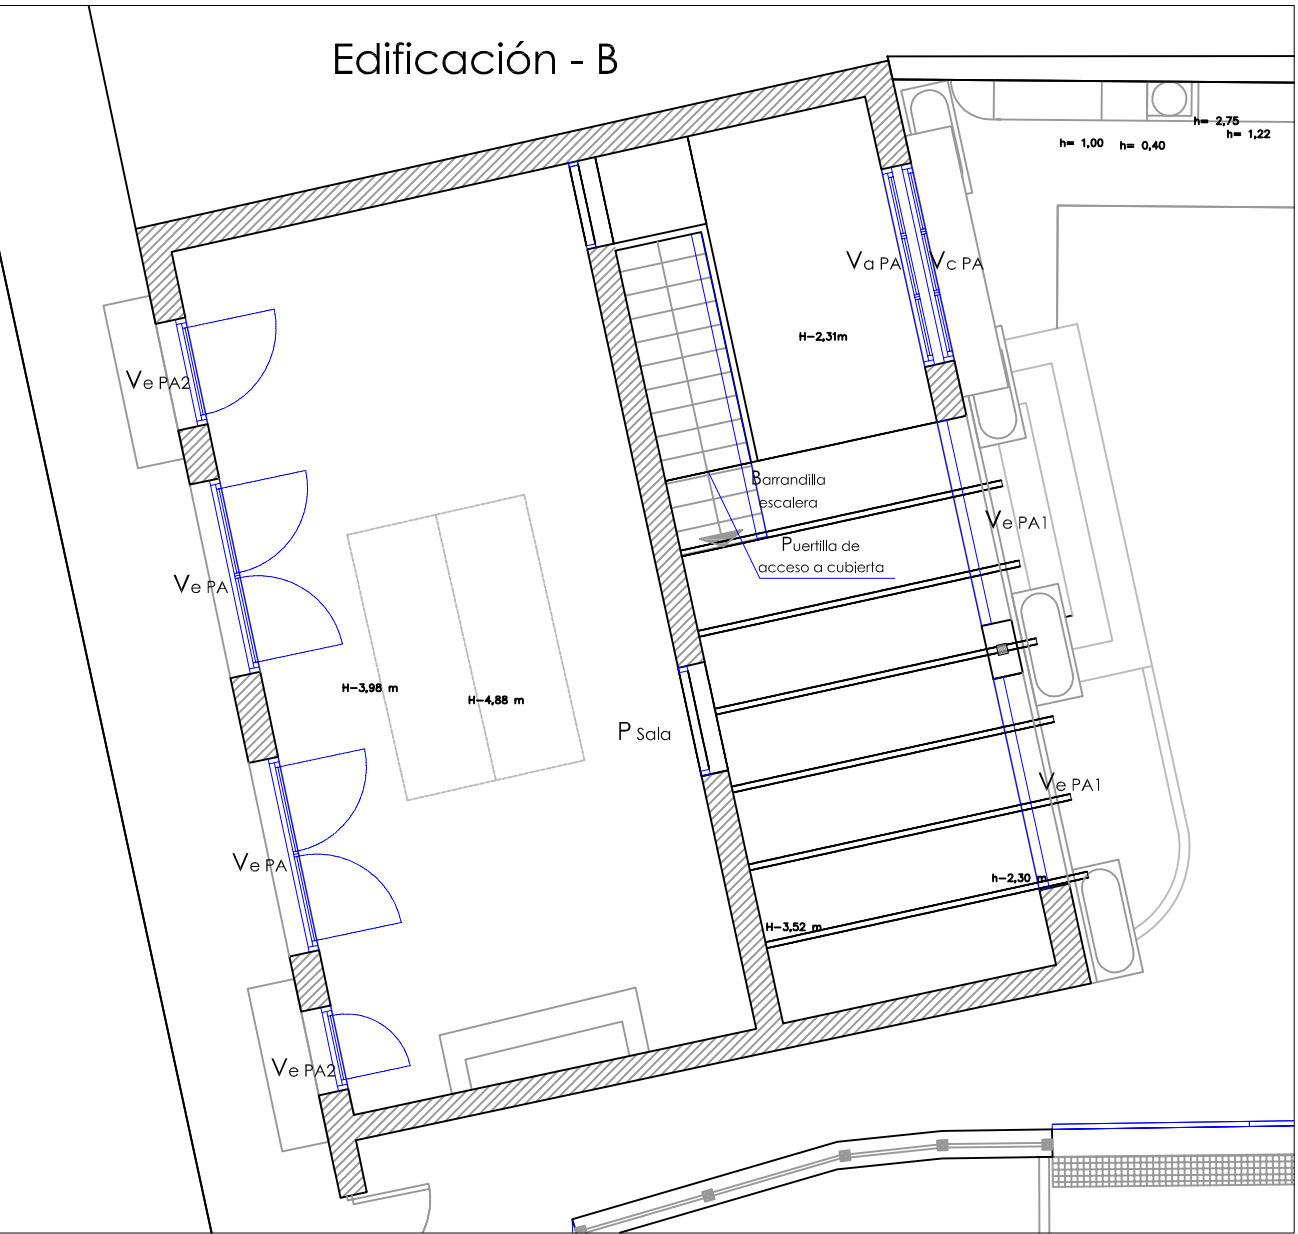 Edificación - B
h= 2,75
h= 1,22
h= 1,00
h= 0,40
Va PA
Vc PA
H-2,31m
Ve PA2
Barrandilla
escalera
Ve PA1
Puertilla de
acceso a cubierta
Ve PA
H-3,98 m
H-4,88 m
P Sala
Ve PA1
Ve PA
h-2,30 m
H-3,52 m
Ve PA2